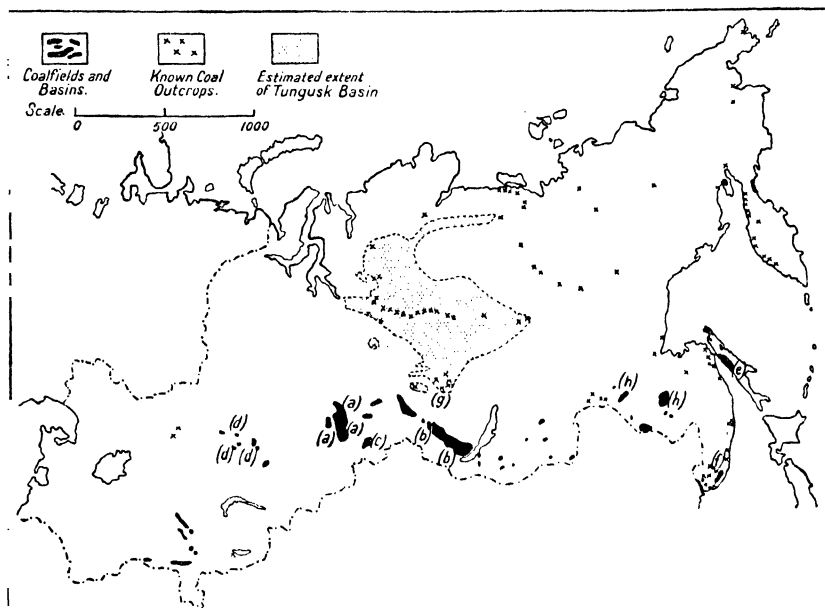 Coalfields and Basins.
Known Coal Outcrops.
Estimated extent of Tungusk Basin
Scale.
0 500 1000
(a)
(a) (a)
(b)
(b)
(c)
(d)
(d) (d)
(e)
(f)
(g)
(h)
(h)